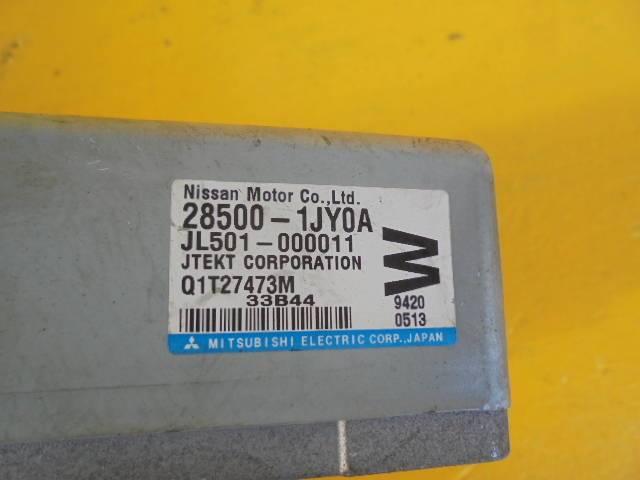 Nissan Motor Co.,Ltd.
28500-1JY0A
JL501-000011
JTEKT CORPORATION
W
Q1T27473M
33B44
9420
0513
MITSUBISHI ELECTRIC CORP.,JAPAN